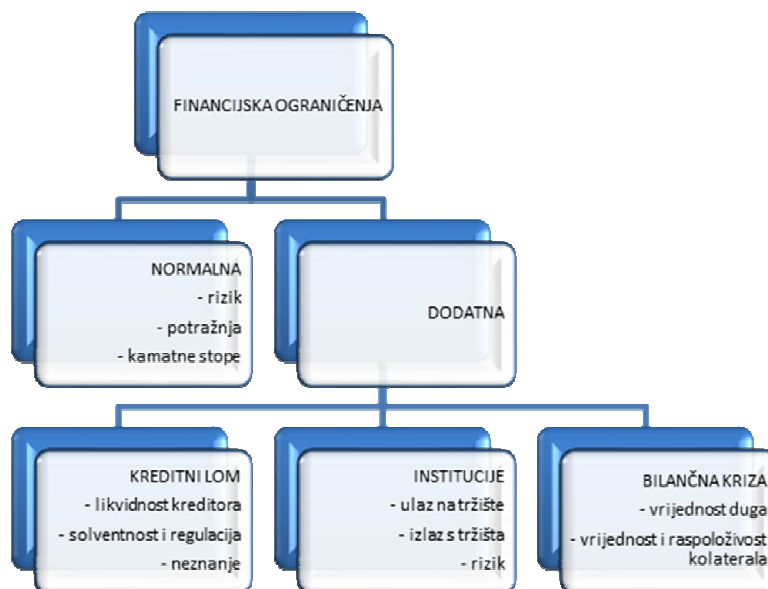 FINANCIJSKA OGRANIČENJA
NORMALNA
- rizik
- potražnja
- kamatne stope
DODATNA
KREDITNI LOM
- likvidnost kreditora
- solventnost i regulacija
- neznanje
INSTITUCIJE
- ulaz na tržište
- izlaz s tržišta
- rizik
BILANČNA KRIZA
- vrijednost duga
- vrijednost i raspoloživost
kolaterala